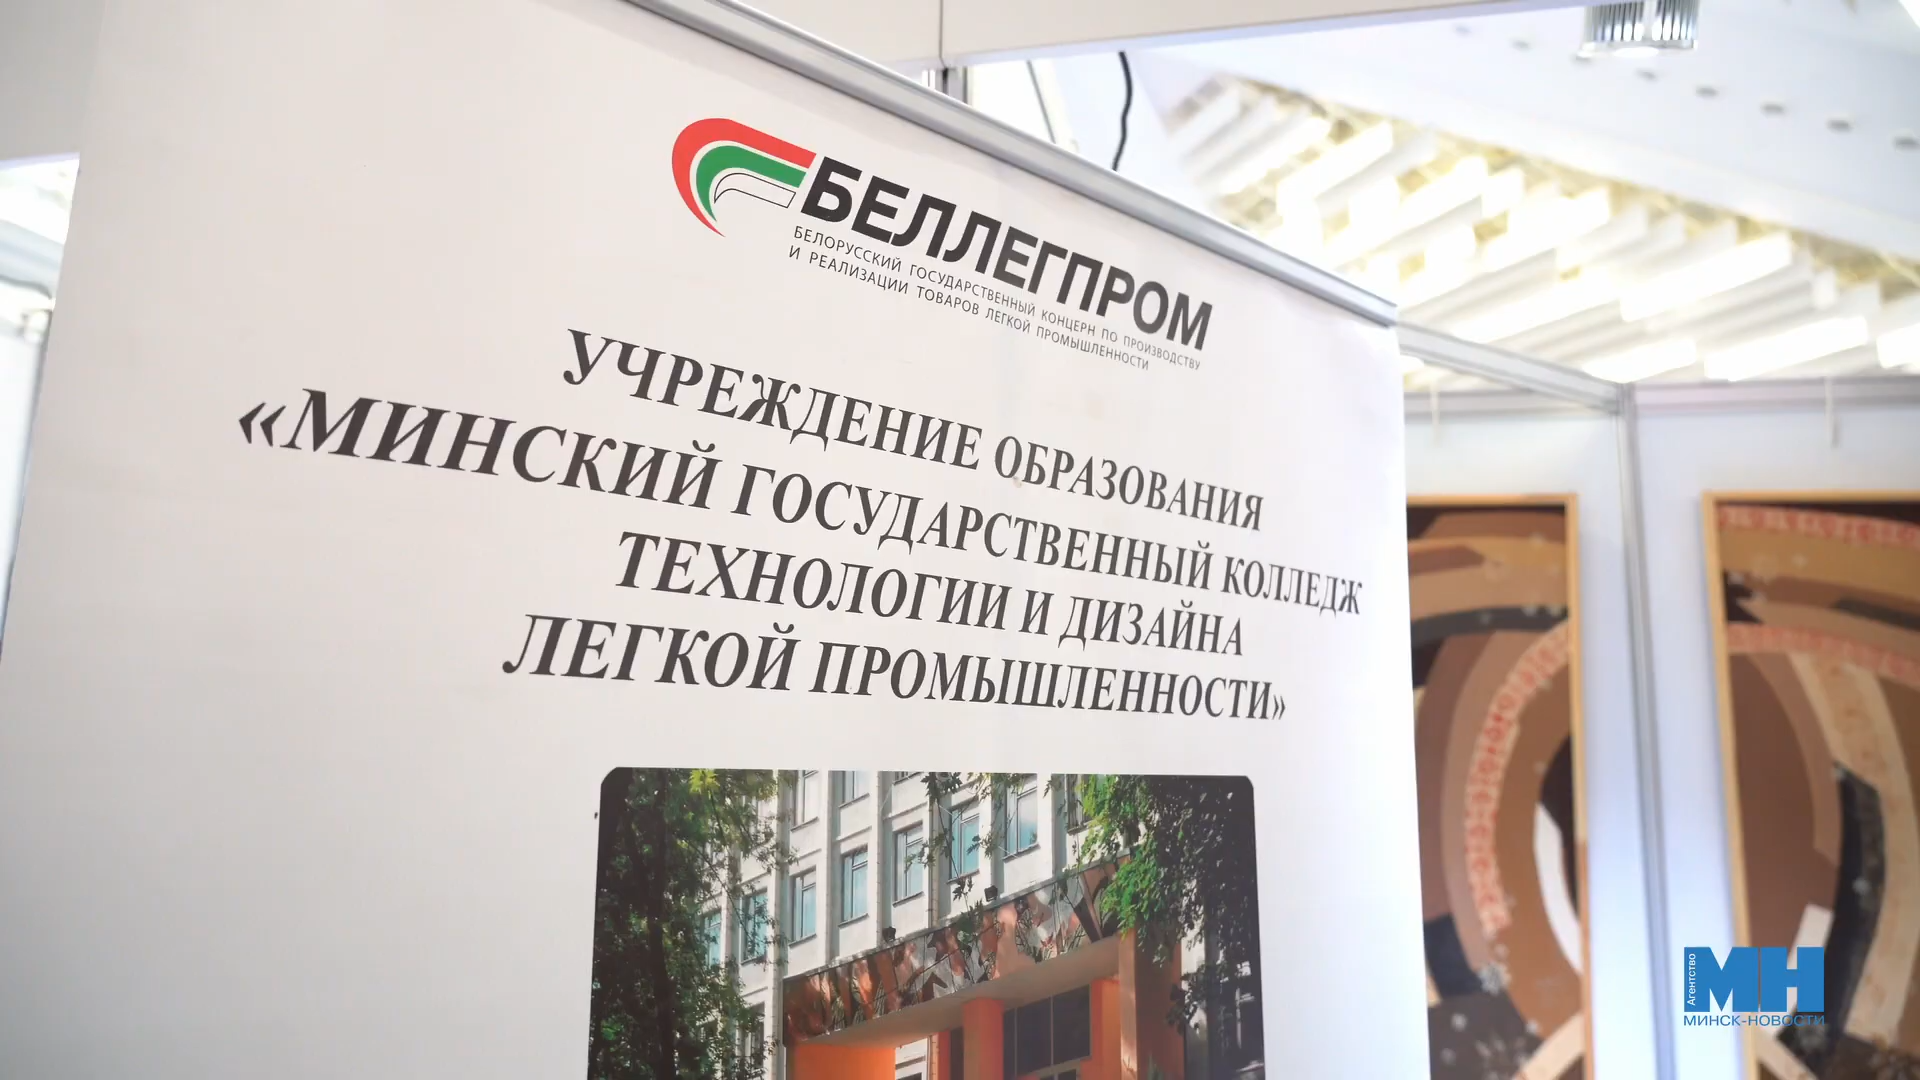 БЕЛЛЕГПРОМ
БЕЛОРУССКИЙ ГОСУДАРСТВЕННЫЙ КОНЦЕРН ПО ПРОИЗВОДСТВУ
И РЕАЛИЗАЦИИ ТОВАРОВ ЛЕГКОЙ ПРОМЫШЛЕННОСТИ
УЧРЕЖДЕНИЕ ОБРАЗОВАНИЯ
«МИНСКИЙ ГОСУДАРСТВЕННЫЙ КОЛЛЕДЖ
ТЕХНОЛОГИИ И ДИЗАЙНА
ЛЕГКОЙ ПРОМЫШЛЕННОСТИ»
Агентство
МН
МИНСК-НОВОСТИ